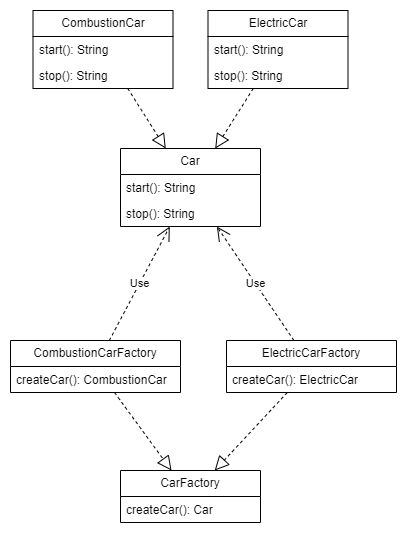 CombustionCar
start(): String
stop(): String
ElectricCar
start(): String
stop(): String
Car
start(): String
stop(): String
Use
Use
CombustionCarFactory
createCar(): CombustionCar
ElectricCarFactory
createCar(): ElectricCar
CarFactory
createCar(): Car